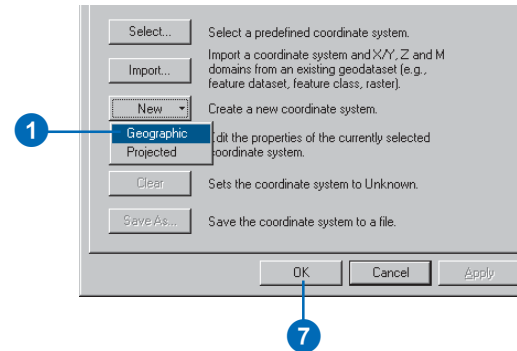 Select... Select a predefined coordinate system.
Import a coordinate system and X/Y, Z and M
Import... domains from an existing geodataset (e.g.,
feature dataset, feature class, raster).
New Create a new coordinate system.
1 Geographic dit the properties of the currently selected
Projected oordinate system.
Clear Sets the coordinate system to Unknown.
Save As... Save the coordinate system to a file.
OK Cancel Apply
7